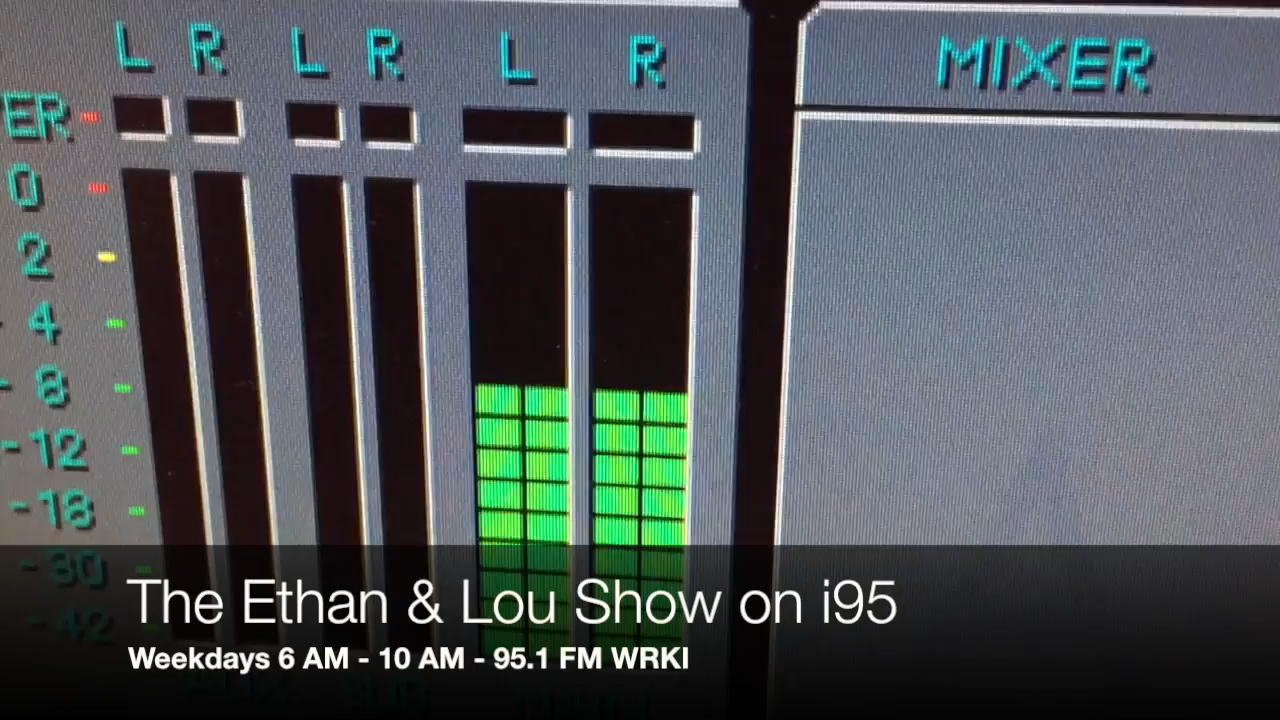 L R L R L R
MIXER
ER
0
2
4
- 8
-12
-18
-30
-42
The Ethan & Lou Show on i95
Weekdays 6 AM - 10 AM - 95.1 FM WRKI